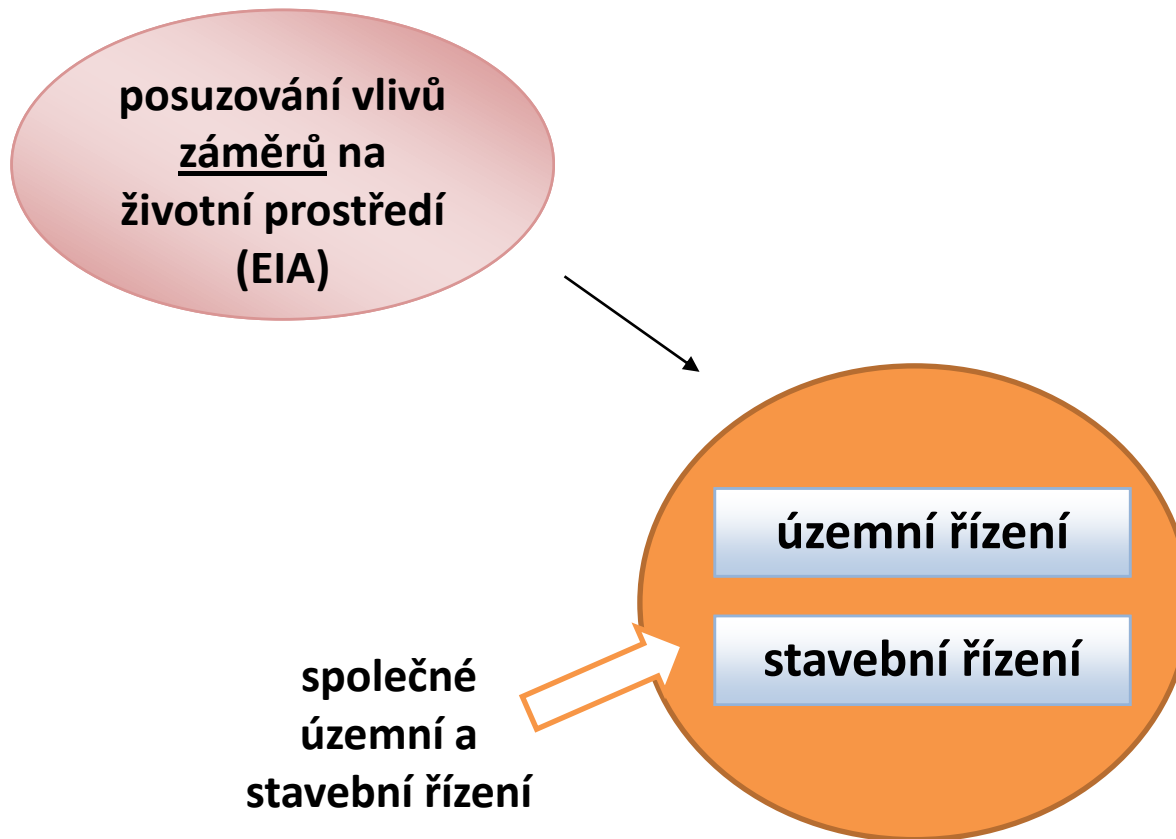 posuzování vlivů
záměrů na
životní prostředí
(EIA)
územní řízení
stavební řízení
společné
územní a
stavební řízení